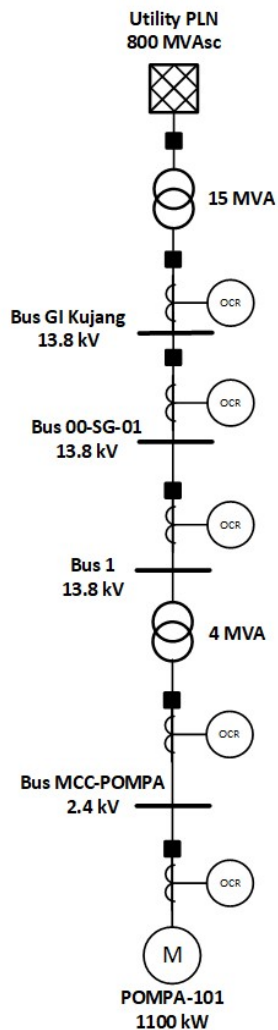 Utility PLN
800 MVAsc
15 MVA
OCR
Bus GI Kujang
13.8 kV
OCR
Bus 00-SG-01
13.8 kV
OCR
Bus 1
13.8 kV
4 MVA
OCR
Bus MCC-POMPA
2.4 kV
OCR
M
POMPA-101
1100 kW